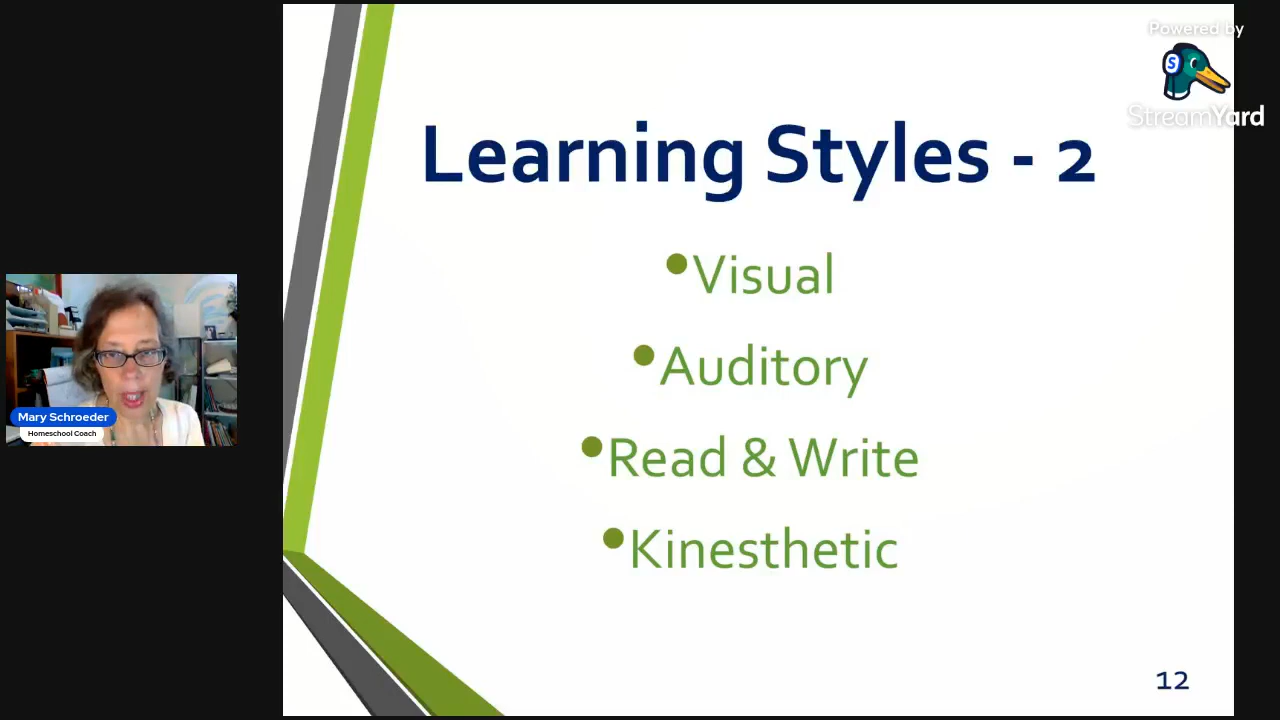 Powered by
StreamYard
Learning Styles - 2
•Visual
•Auditory
•Read & Write
•Kinesthetic
Mary Schroeder
Homeschool Coach
12